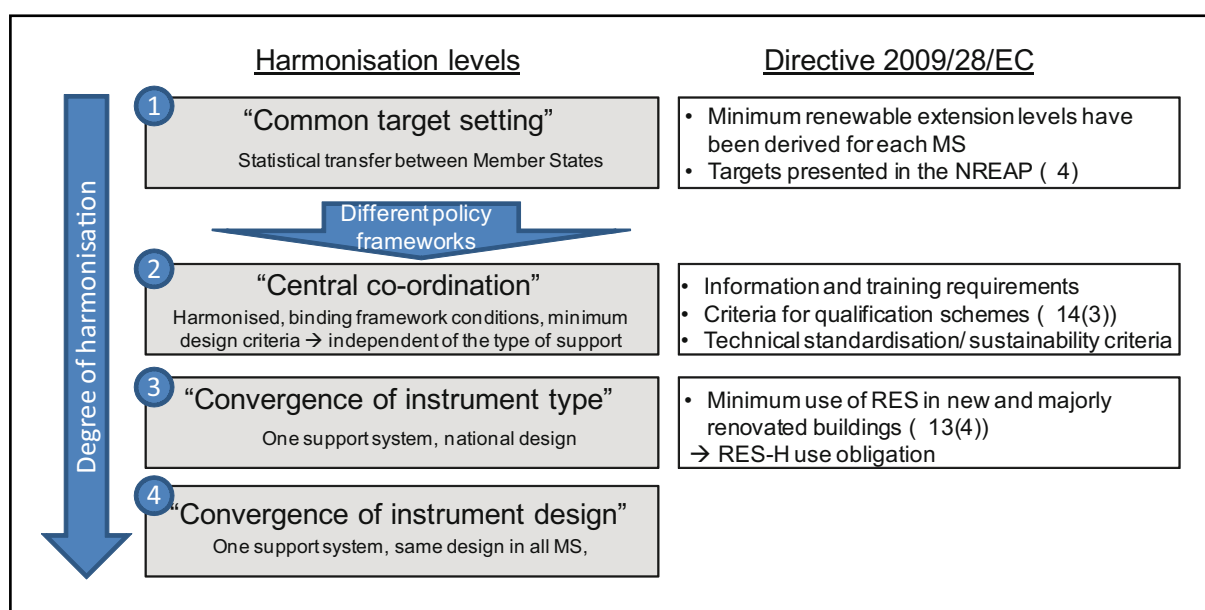 Harmonisation levels
Directive 2009/28/EC
Degree of harmonisation
1
“Common target setting”
Statistical transfer between Member States
• Minimum renewable extension levels have
been derived for each MS
• Targets presented in the NREAP ( 4)
Different policy
frameworks
2
“Central co-ordination”
Harmonised, binding framework conditions, minimum
design criteria → independent of the type of support
• Information and training requirements
• Criteria for qualification schemes ( 14(3))
• Technical standardisation/ sustainability criteria
3
“Convergence of instrument type”
One support system, national design
• Minimum use of RES in new and majorly
renovated buildings ( 13(4))
→ RES-H use obligation
4
“Convergence of instrument design”
One support system, same design in all MS,